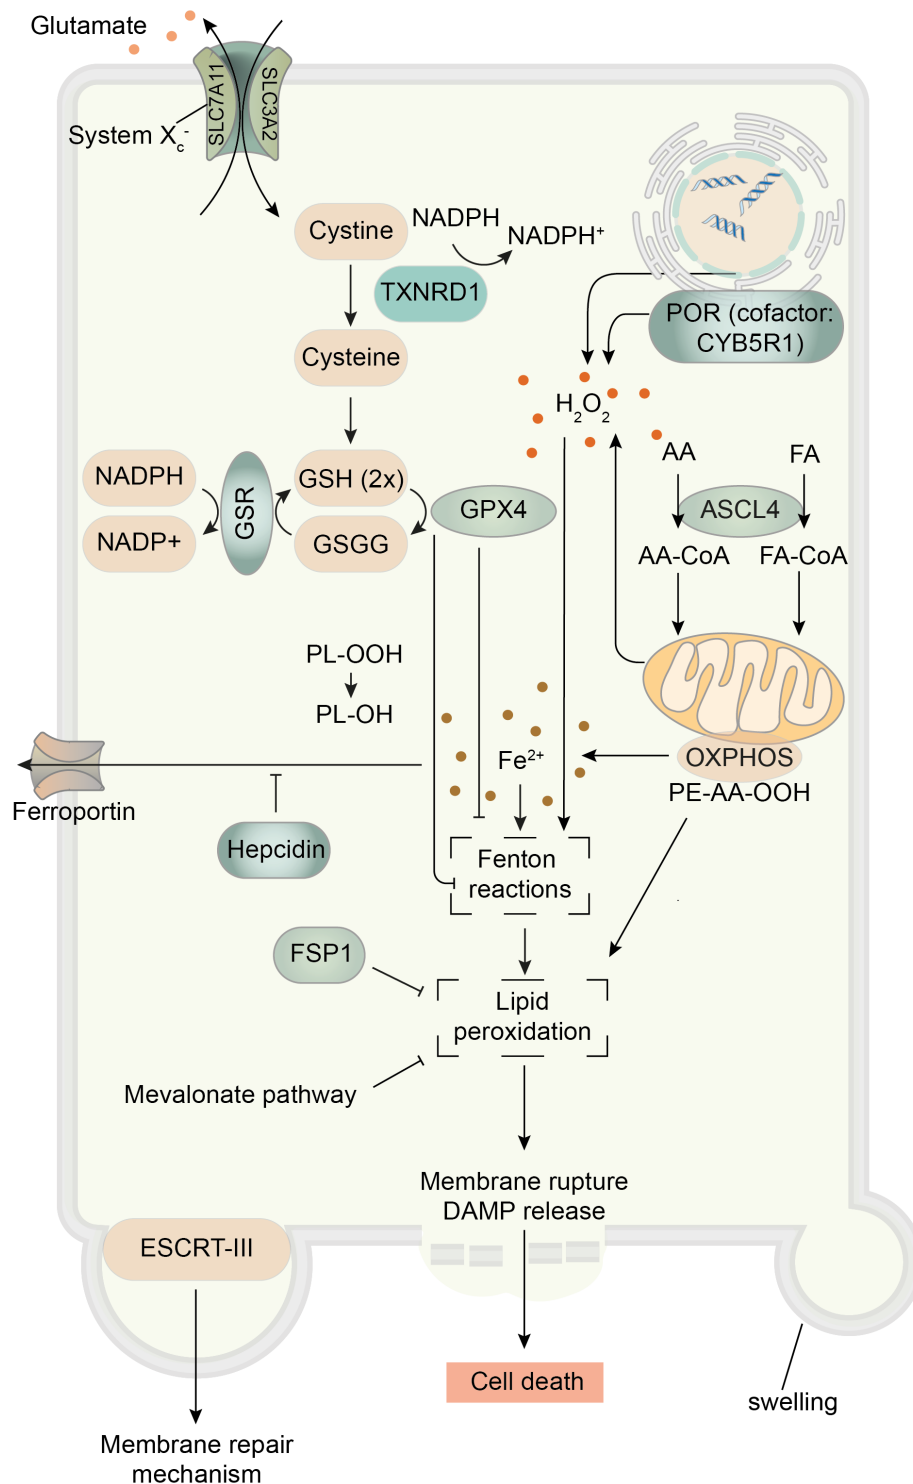 Glutamate
SLC7A11
SLC3A2
System Xc-
Cystine
NADPH
NADPH+
TXNRD1
POR (cofactor:
CYB5R1)
Cysteine
H2O2
AA
FA
NADPH
GSR
GSH (2x)
GPX4
ASCL4
NADP+
GSGG
AA-CoA
FA-CoA
PL-OOH
PL-OH
Fe2+
OXPHOS
PE-AA-OOH
Ferroportin
Hepcidin
Fenton
reactions
FSP1
Lipid
peroxidation
Mevalonate pathway
Membrane rupture
DAMP release
ESCRT-III
Cell death
swelling
Membrane repair
mechanism